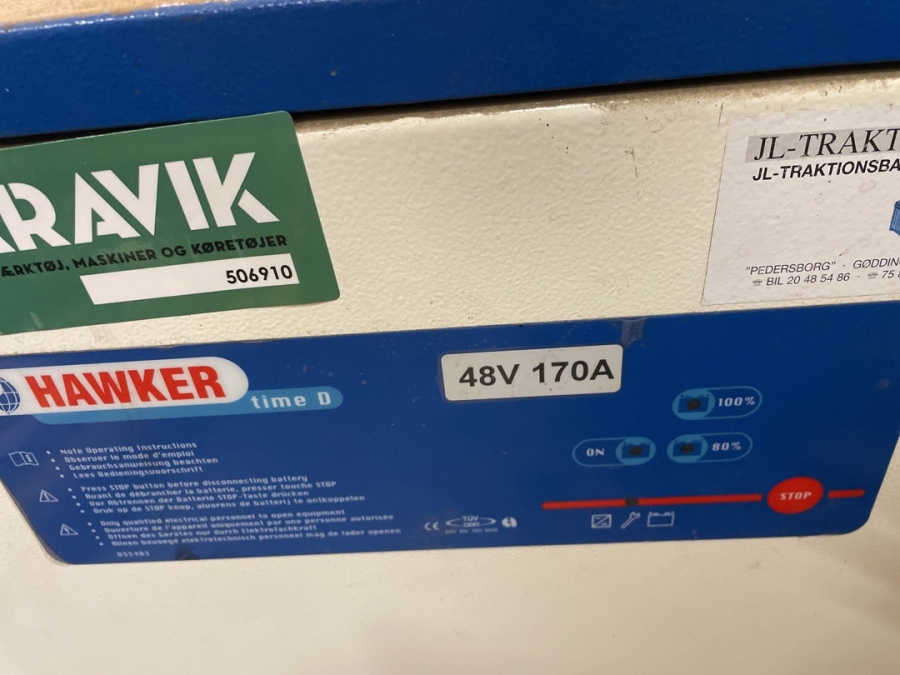 RAVIK
ÆRKTØJ, MASKINER OG KØRETØJER
506910
JL-TRAKT
JL-TRAKTIONSBA
"PEDERSBORG" · GØDDIN
☏ BIL 20 48 54 86 · ☏ 75
HAWKER
time D
48V 170A
100%
ON
80%
STOP
• Note Operating Instructions
• Observer le mode d'emploi
• Gebrauchsanweisung beachten
• Lees Bedieningsvoorschrift
• Press STOP button before disconnecting battery
• Avant de débrancher la batterie, presser touche STOP
• Vor Abtrennen der Batterie STOP-Taste drücken
• Druk op de STOP knop, alvorens de batterij te ontkoppelen
• Only qualified electrical personnel to open equipment
• Ouverture de l'appareil uniquement par une personne autorisée
• Öffnen des Gerätes nur durch Elektrofachkraft
• Alleen bevoegd elektrotechnisch personeel mag de lader openen
CE TÜV